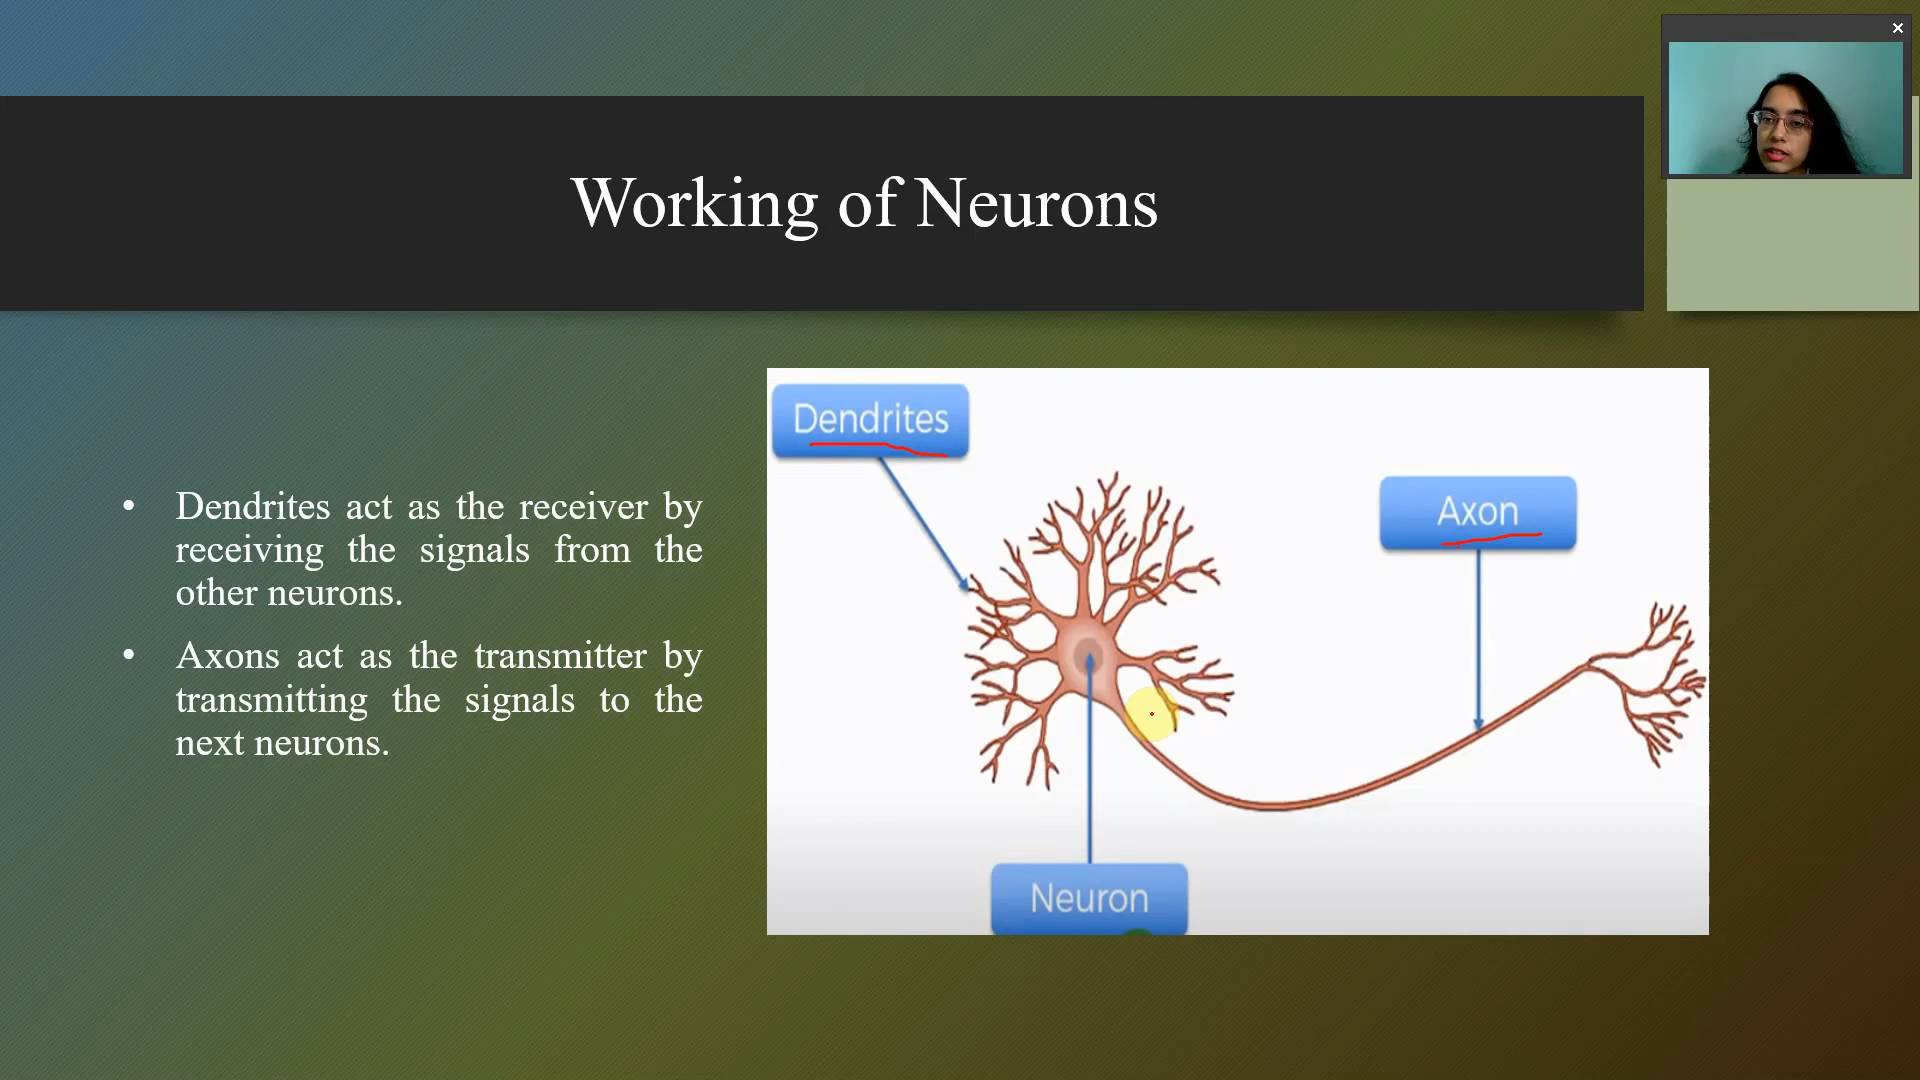 Working of Neurons
• Dendrites act as the receiver by
receiving the signals from the
other neurons.
• Axons act as the transmitter by
transmitting the signals to the
next neurons.
Dendrites
Axon
Neuron